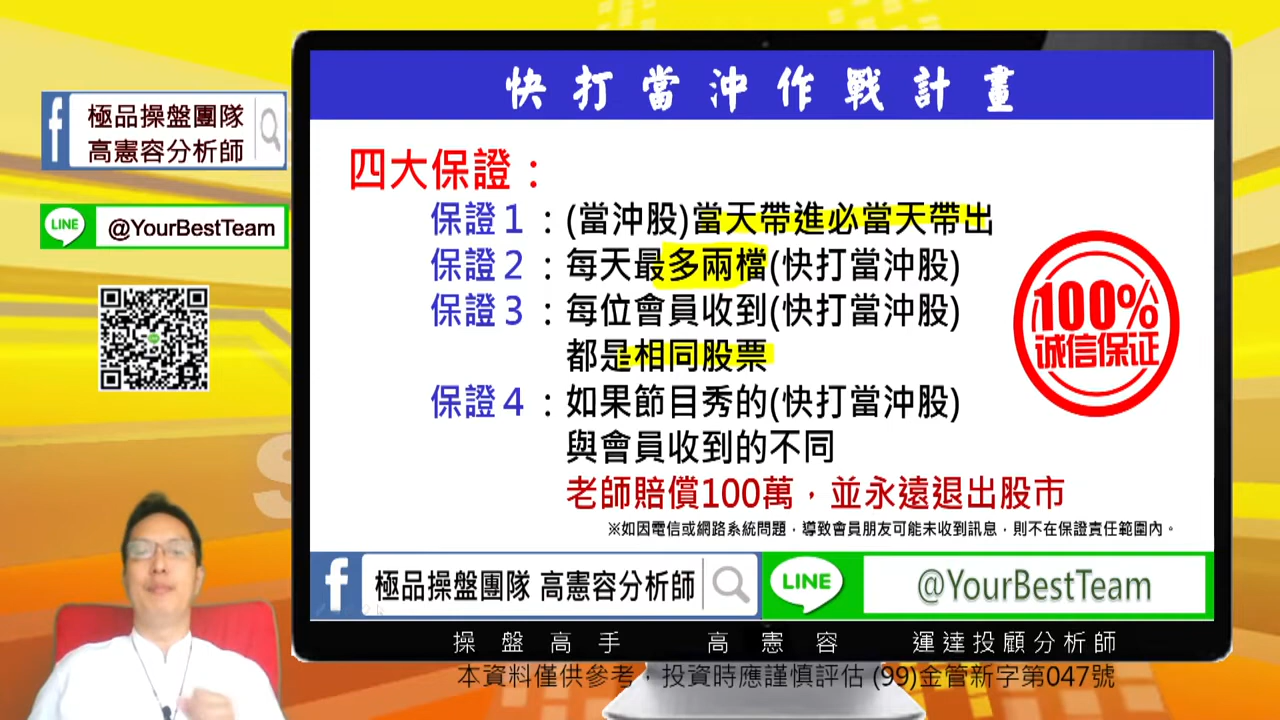 極品操盤團隊
高憲容分析師
LINE
@YourBestTeam
快打當沖作戰計畫
四大保證：
保證1：(當沖股)當天帶進必當天帶出
保證2：每天最多兩檔(快打當沖股)
保證3：每位會員收到(快打當沖股)
都是相同股票
保證4：如果節目秀的(快打當沖股)
與會員收到的不同
老師賠償100萬，並永遠退出股市
※如因電信或網路系統問題，導致會員朋友可能未收到訊息，則不在保證責任範圍內。
100%
诚信保证
f 極品操盤團隊 高憲容分析師
LINE @YourBestTeam
操盤高手 高憲容 運達投顧分析師
本資料僅供參考，投資時應謹慎評估 (99)金管新字第047號